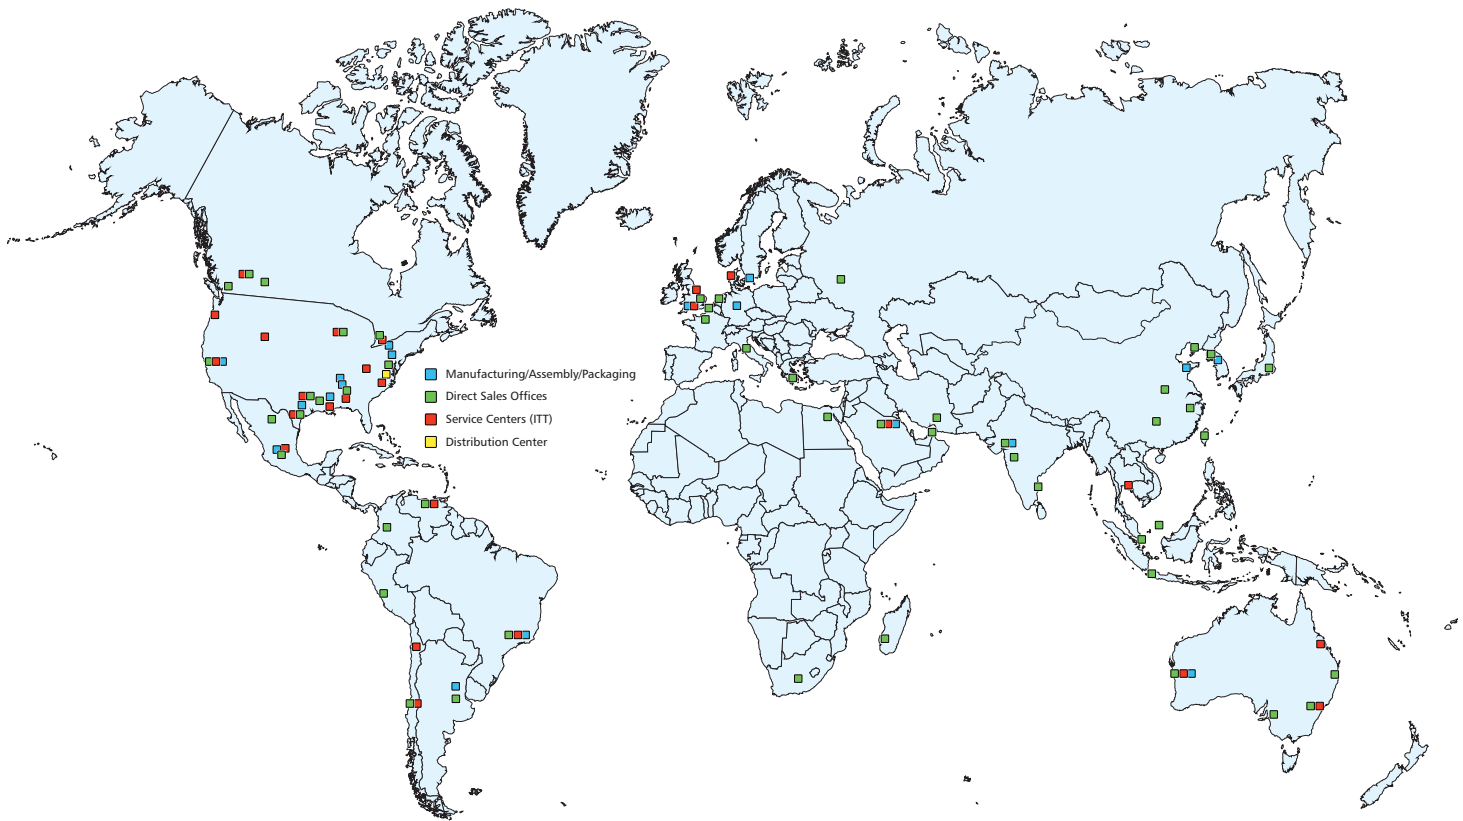 Manufacturing/Assembly/Packaging
Direct Sales Offices
Service Centers (ITT)
Distribution Center